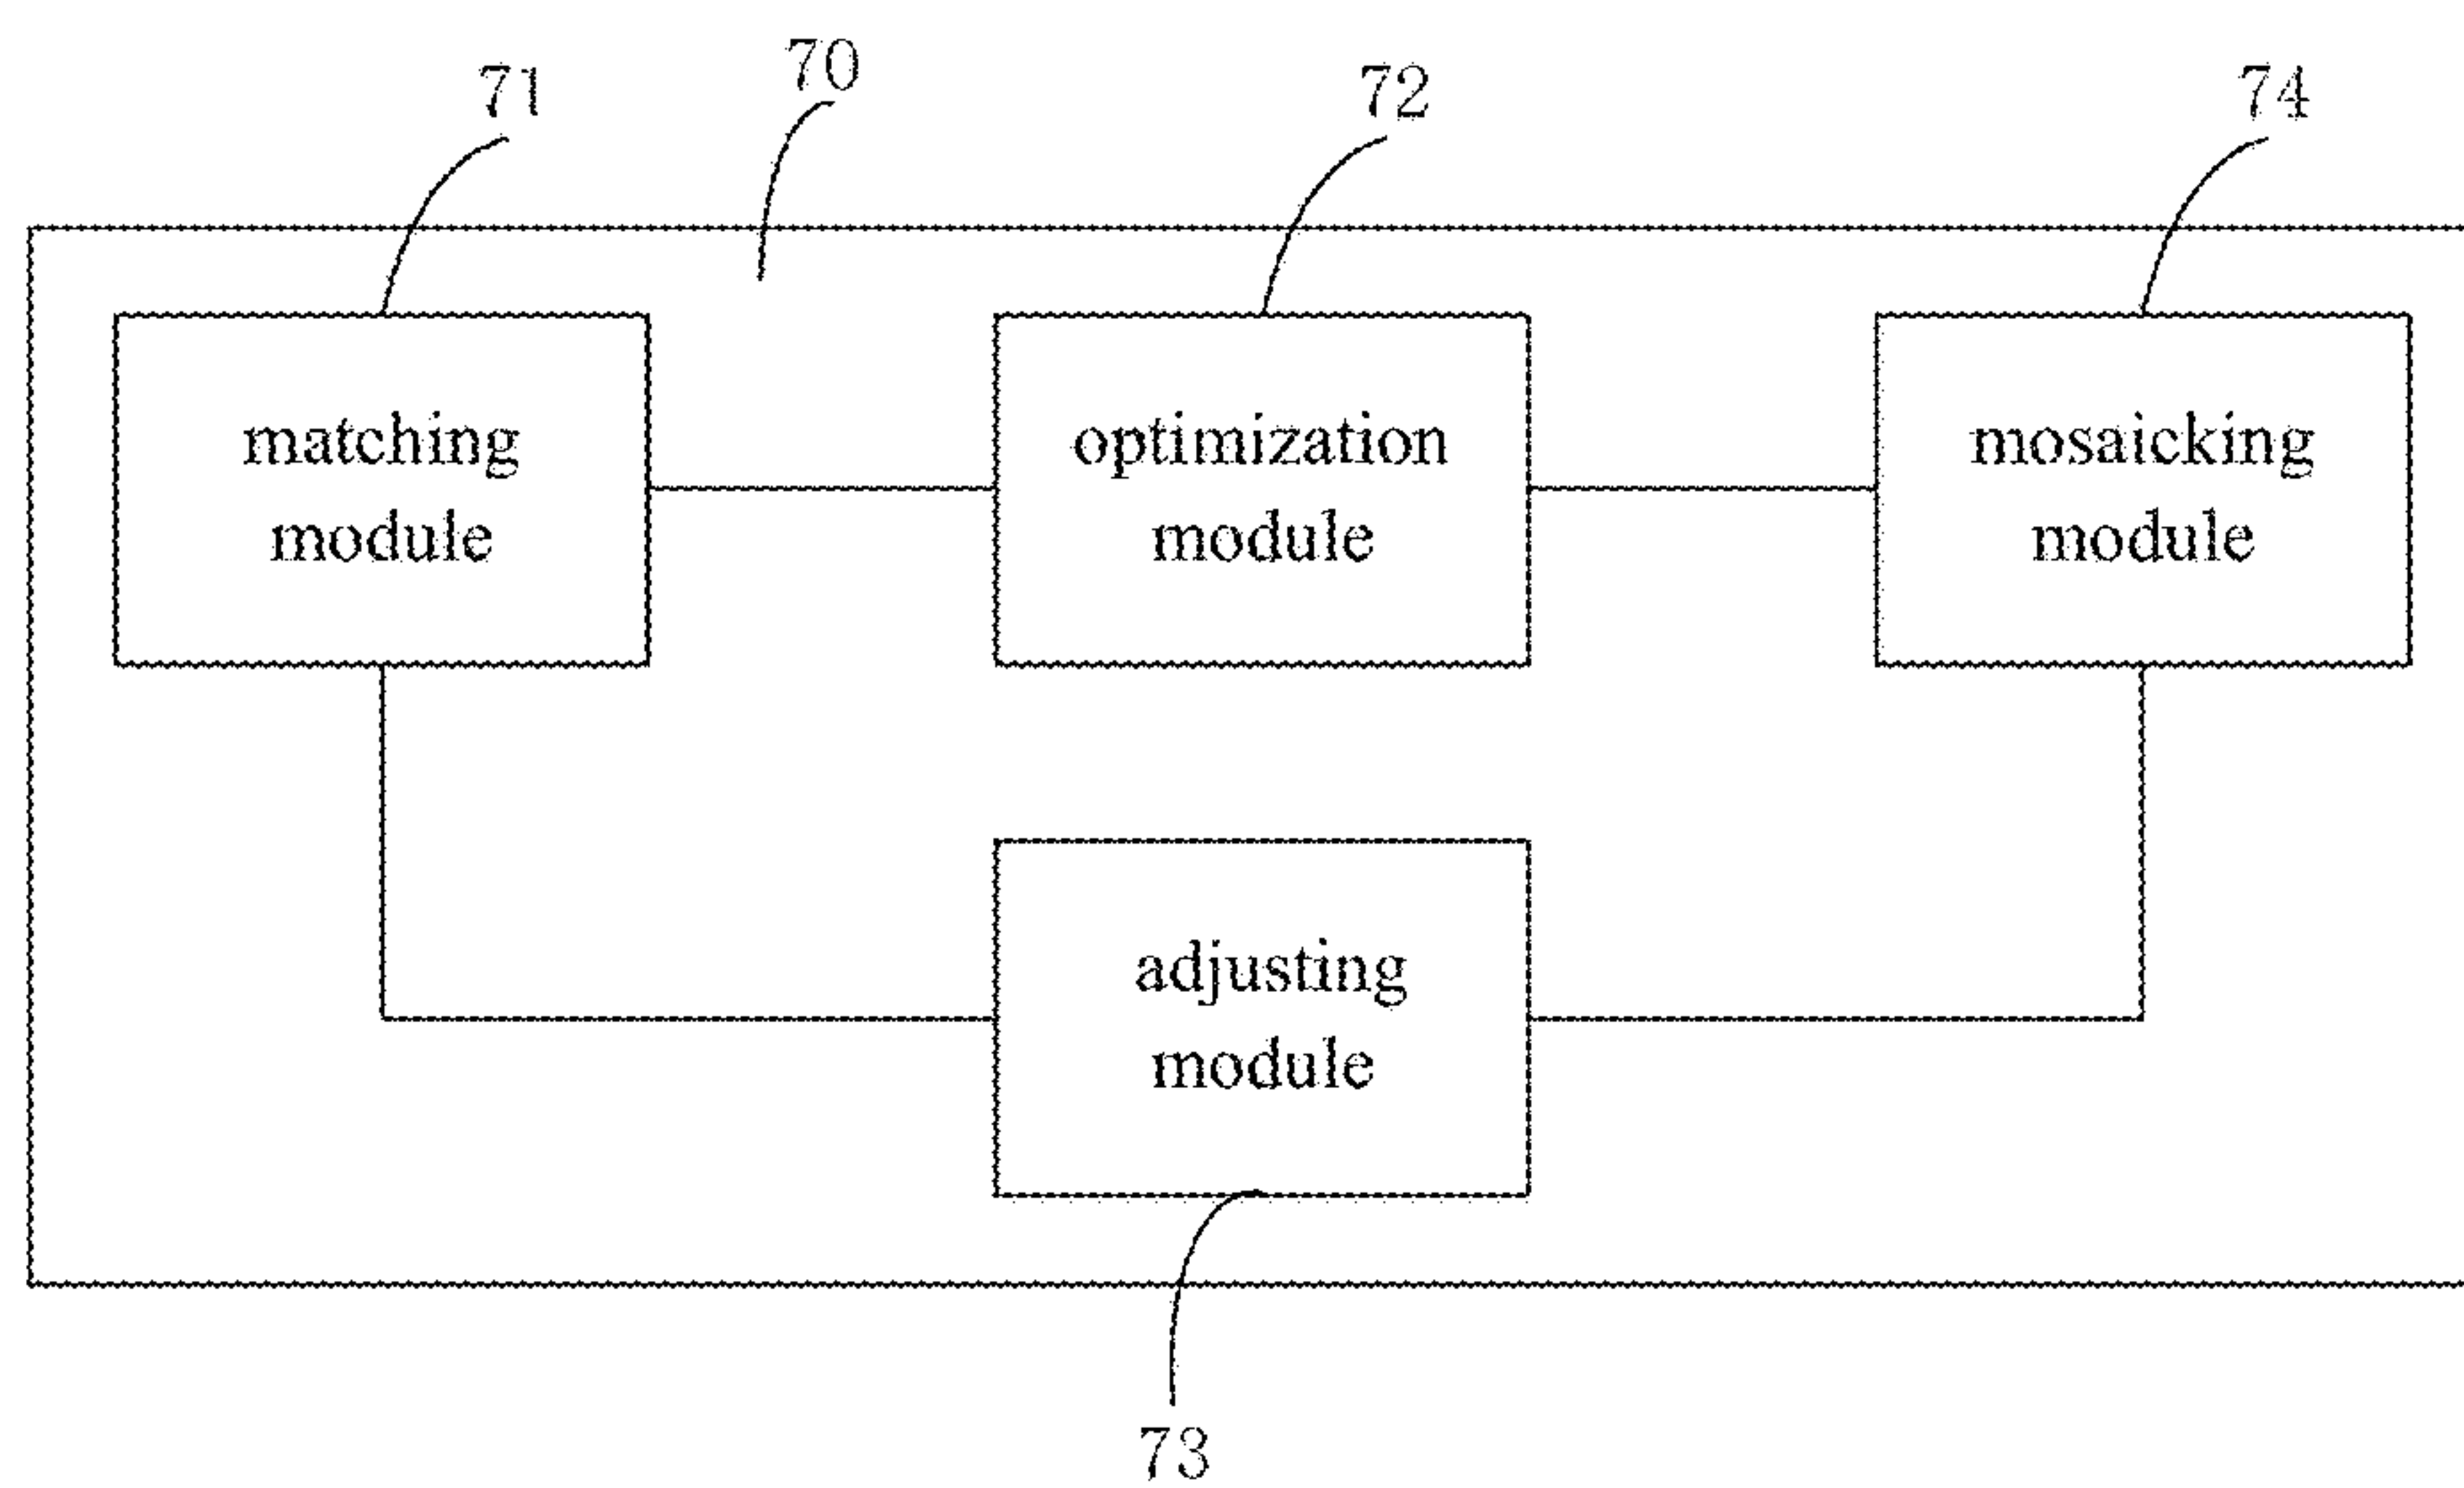 71
70
72
74
matching
module
optimization
module
mosaicking
module
adjusting
module
73